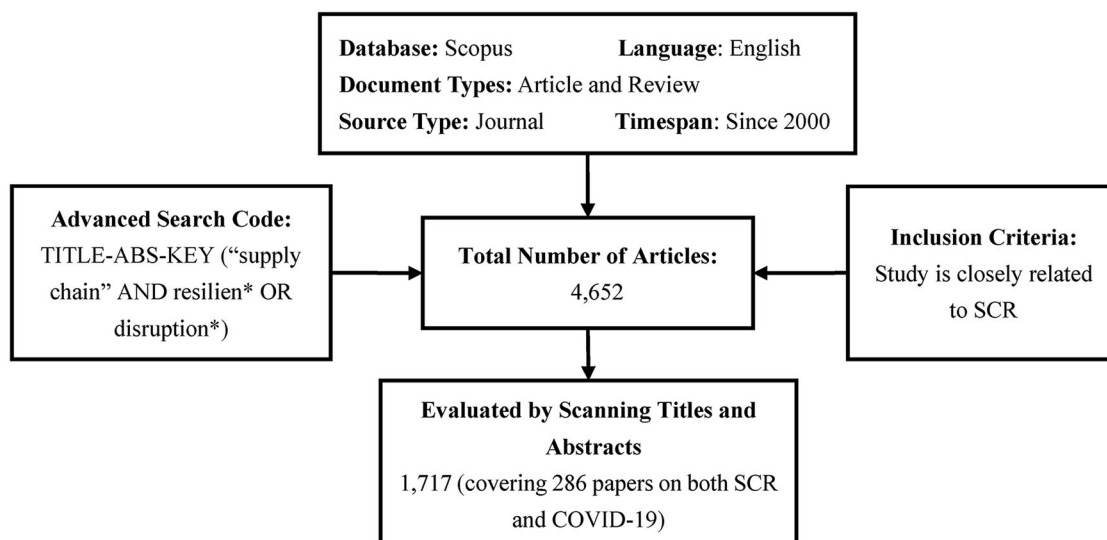 Database: Scopus Language: English
Document Types: Article and Review
Source Type: Journal Timespan: Since 2000
Advanced Search Code:
TITLE-ABS-KEY (“supply
chain” AND resilien* OR
disruption*)
Total Number of Articles:
4,652
Inclusion Criteria:
Study is closely related
to SCR
Evaluated by Scanning Titles and
Abstracts
1,717 (covering 286 papers on both SCR
and COVID-19)